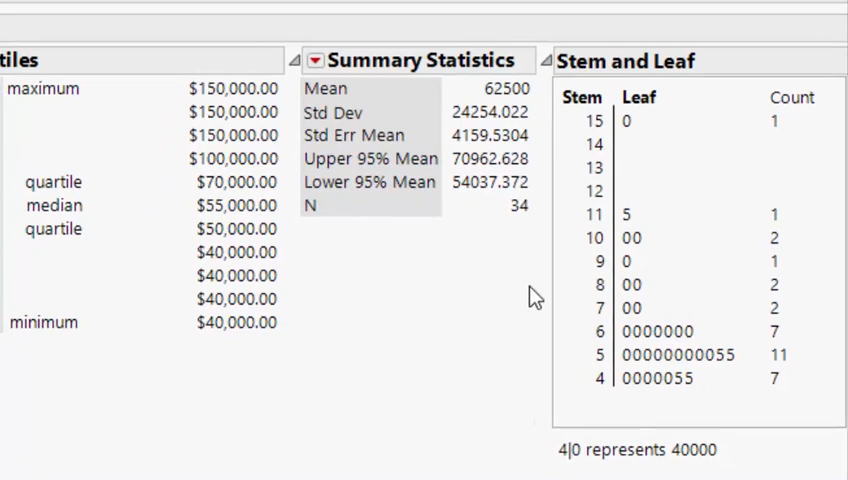 tiles
maximum $150,000.00
$150,000.00
$150,000.00
$100,000.00
quartile $70,000.00
median $55,000.00
quartile $50,000.00
$40,000.00
$40,000.00
$40,000.00
minimum $40,000.00
Summary Statistics
Mean 62500
Std Dev 24254.022
Std Err Mean 4159.5304
Upper 95% Mean 70962.628
Lower 95% Mean 54037.372
N 34
Stem and Leaf
Stem Leaf Count
15 0 1
14
13
12
11 5 1
10 00 2
9 0 1
8 00 2
7 00 2
6 0000000 7
5 00000000055 11
4 0000055 7
4|0 represents 40000